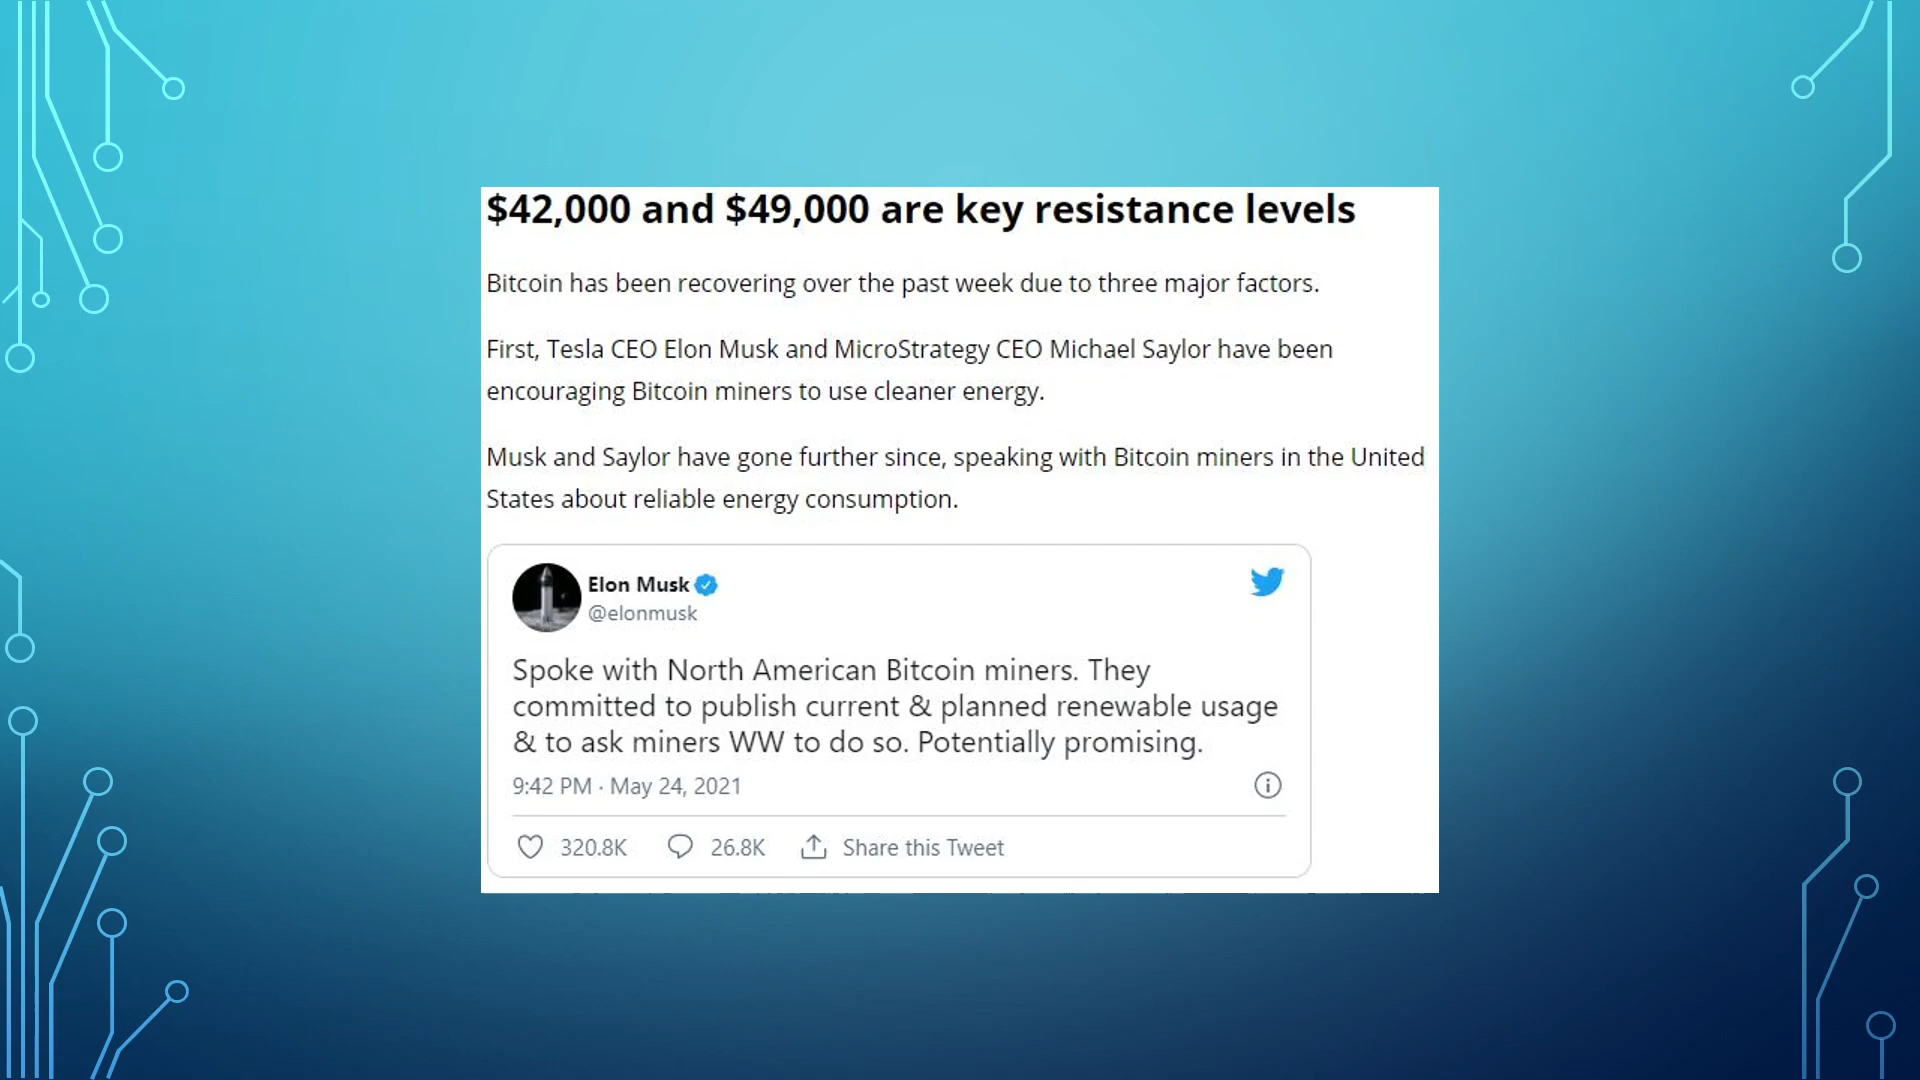 $42,000 and $49,000 are key resistance levels
Bitcoin has been recovering over the past week due to three major factors.
First, Tesla CEO Elon Musk and MicroStrategy CEO Michael Saylor have been
encouraging Bitcoin miners to use cleaner energy.
Musk and Saylor have gone further since, speaking with Bitcoin miners in the United
States about reliable energy consumption.
Elon Musk
@elonmusk
Spoke with North American Bitcoin miners. They
committed to publish current & planned renewable usage
& to ask miners WW to do so. Potentially promising.
9:42 PM · May 24, 2021
320.8K 26.8K Share this Tweet